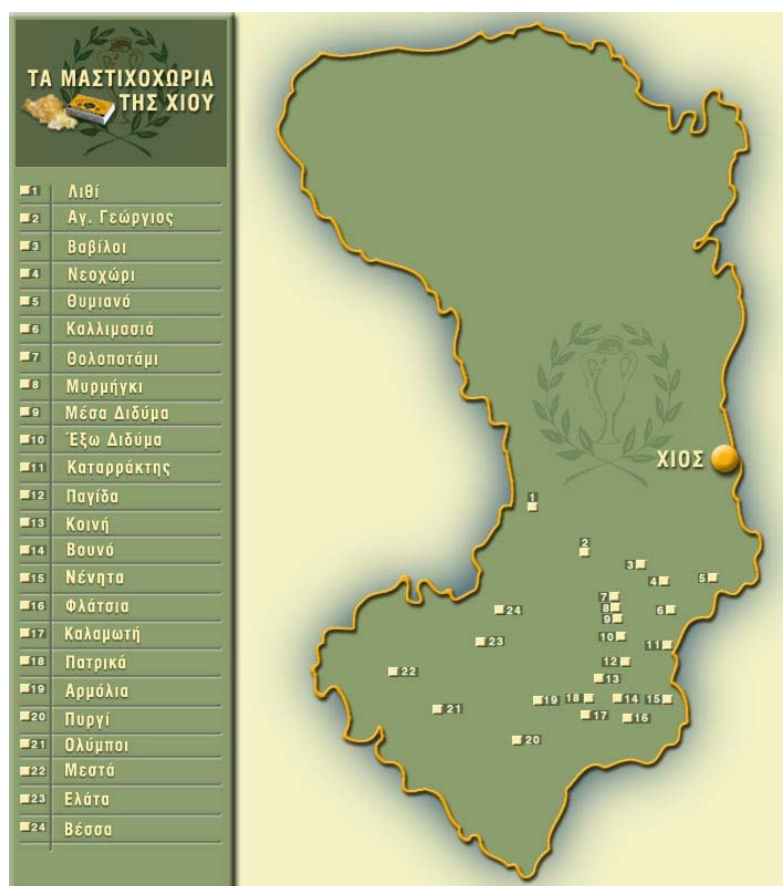 ΤΑ ΜΑΣΤΙΧΟΧΩΡΙΑ
ΤΗΣ ΧΙΟΥ
1 Λιθί
2 Αγ. Γεώργιος
3 Βαβίλοι
4 Νεοχώρι
5 Θυμιανό
6 Καλλιμασιά
7 Θολοποτάμι
8 Μυρμήγκι
9 Μέσα Διδύμα
10 Έξω Διδύμα
11 Καταρράκτης
12 Παγίδα
13 Κοινή
14 Βουνό
15 Νένητα
16 Φλάτσια
17 Καλαμωτή
18 Πατρικά
19 Αρμόλια
20 Πυργί
21 Ολύμποι
22 Μεστά
23 Ελάτα
24 Βέσσα
ΧΙΟΣ
1
2
3
4
5
7
8
6
24
9
10
23
11
12
22
13
19
18
14
15
21
17
16
20